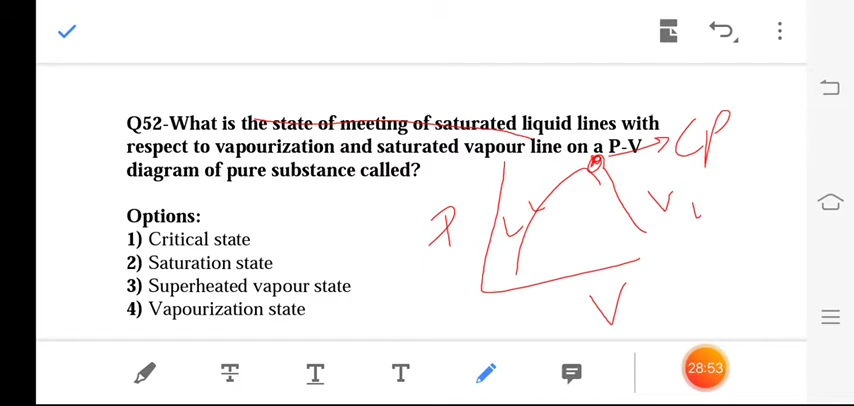 Q52-What is the state of meeting of saturated liquid lines with
respect to vapourization and saturated vapour line on a P-V
diagram of pure substance called?
CP
Options:
1) Critical state
2) Saturation state
3) Superheated vapour state
4) Vapourization state
P
L L
V L
V
T T T
28:53